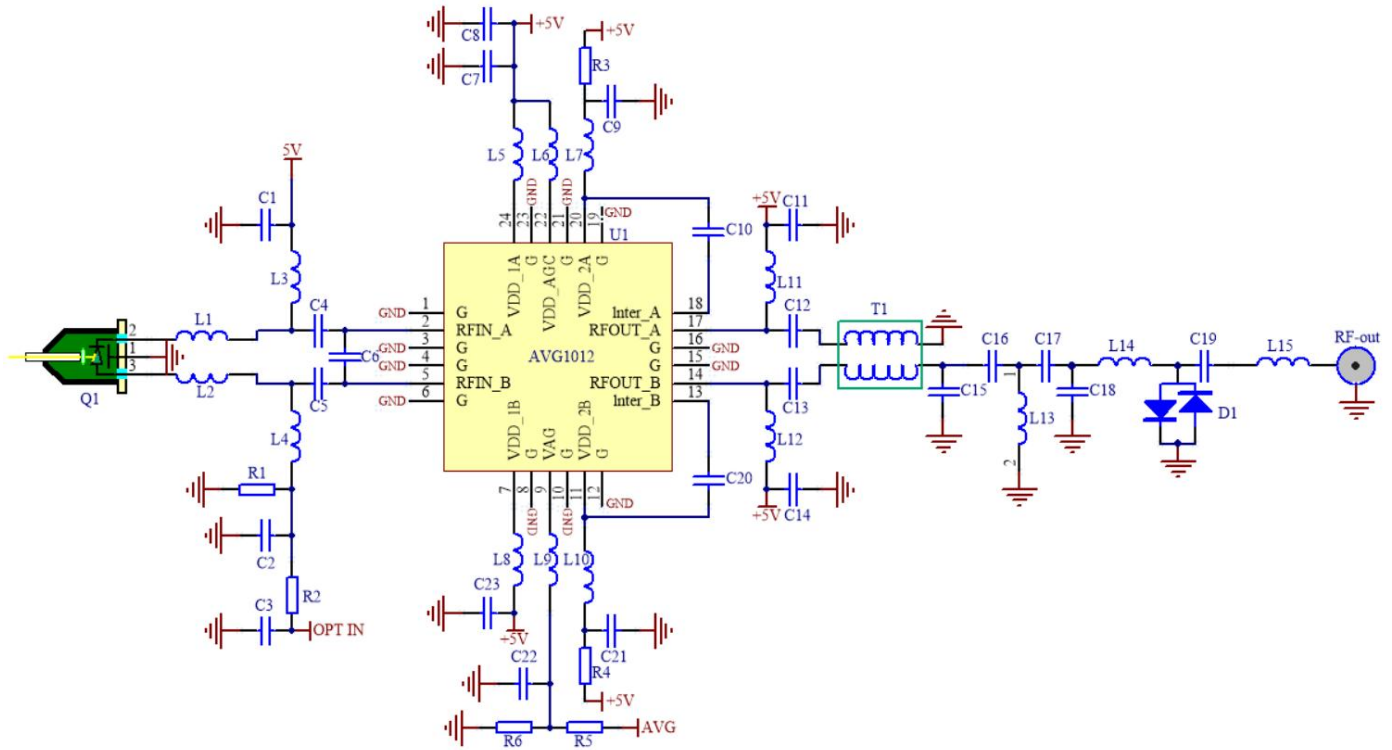 C8
+5V
+5V
C7
R3
C9
L5
L6
L7
5V
C1
GND
GND
24
23
22
21
20
19
GND
U1
+5V
C11
C10
L3
VDD_1A
G
VDD_AGC
G
VDD_2A
G
L11
L1
C4
GND
1
G
Inter_A
18
C12
T1
2
RFIN_A
RFOUT_A
17
2
1
3
C6
GND
3
G
AVG1012
G
16
GND
C16
C17
L14
C19
L15
RF-out
GND
4
G
G
15
GND
Q1
L2
C5
5
RFIN_B
RFOUT_B
14
C13
C15
1
C18
GND
6
G
Inter_B
13
L13
D1
L4
VDD_1B
G
VAG
G
VDD_2B
G
L12
2
R1
C20
7
8
9
10
11
12
GND
GND
GND
+5V
C14
C2
L8
L9
L10
R2
C23
C3
OPT IN
+5V
C21
C22
R4
+5V
R6
R5
AVG